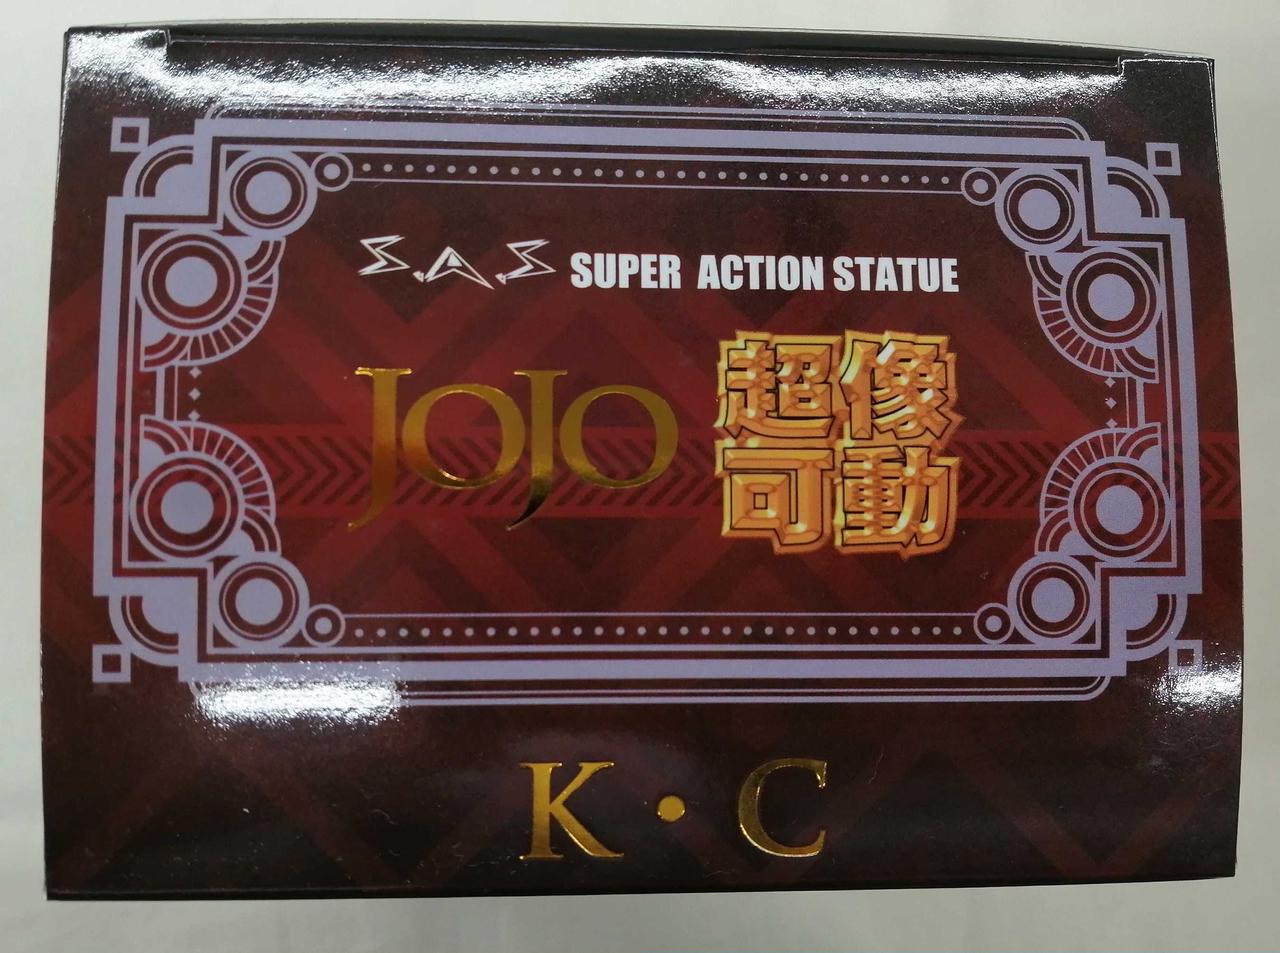 S.A.S SUPER ACTION STATUE
JOJO 超像
可動
K・C